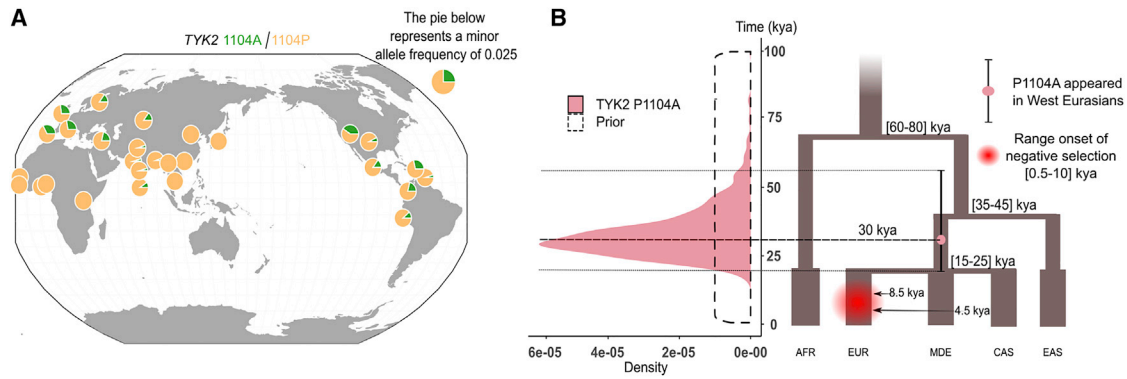 A
The pie below
represents a minor
allele frequency of 0.025
TYK2 1104A / 1104P
B
Time (kya)
100
75
50
25
0
TYK2 P1104A
Prior
6e-05
4e-05
2e-05
0e-00
Density
[60-80] kya
[35-45] kya
30 kya
[15-25] kya
8.5 kya
4.5 kya
AFR
EUR
MDE
CAS
EAS
P1104A appeared
in West Eurasians
Range onset of
negative selection
[0.5-10] kya